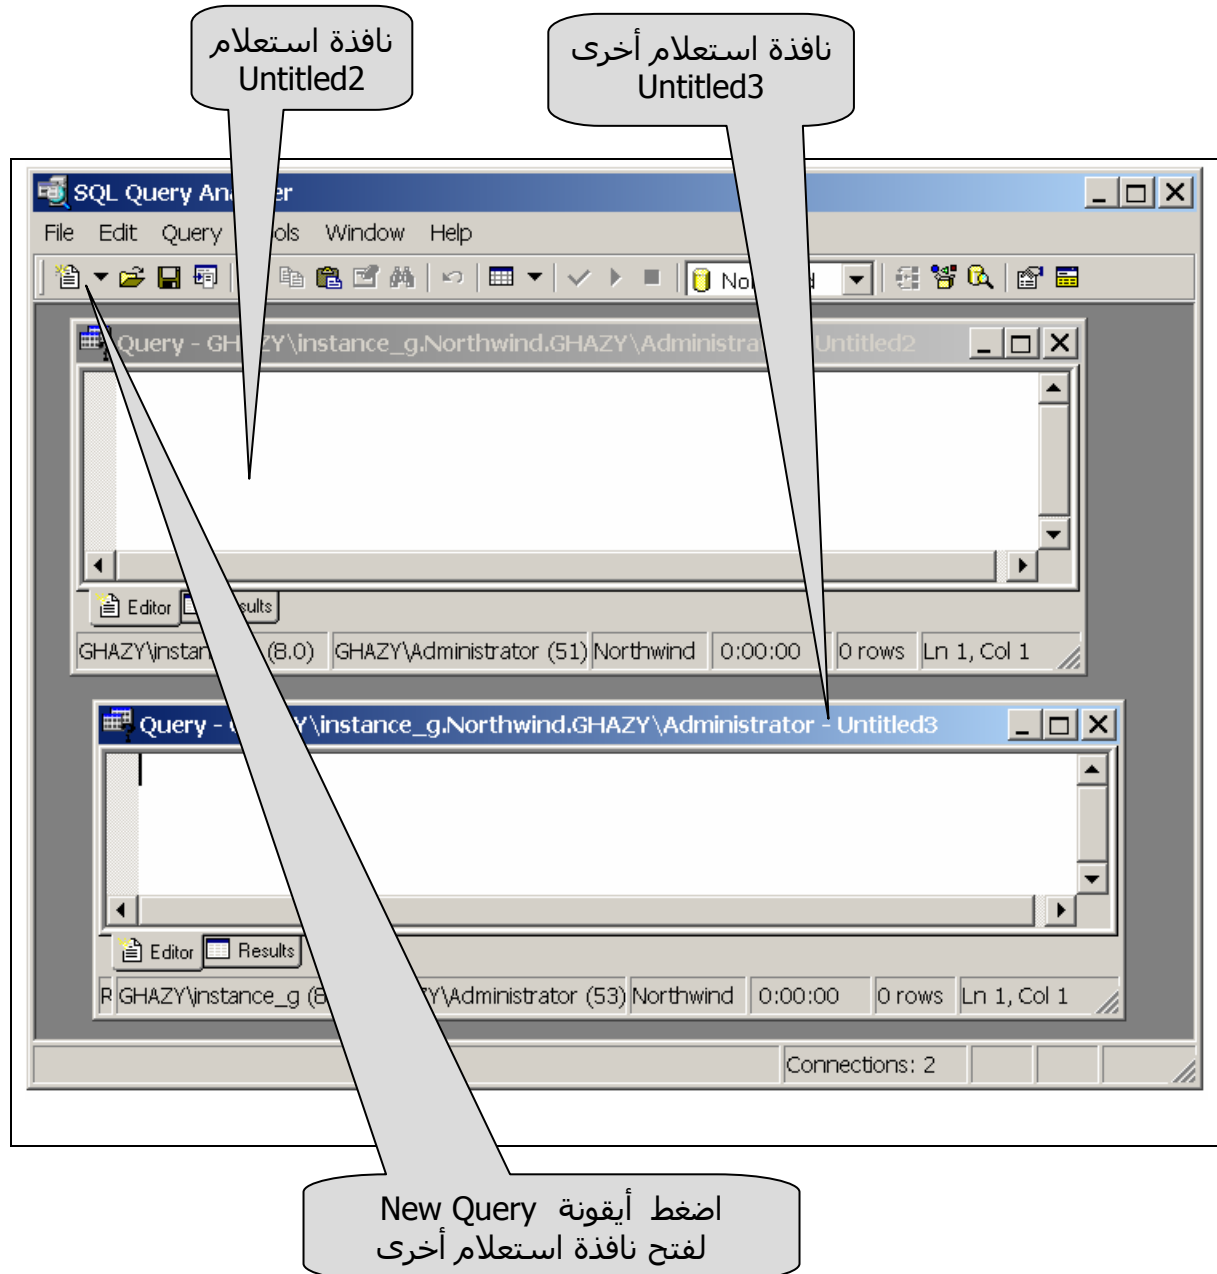 نافذة استعلام
Untitled2
نافذة استعلام أخرى
Untitled3
SQL Query An er
File Edit Query ols Window Help
No d
Query - GH ZY\instance_g.Northwind.GHAZY\Administra Untitled2
Editor sults
GHAZY\instan (8.0) GHAZY\Administrator (51) Northwind 0:00:00 0 rows Ln 1, Col 1
Query - G Y\instance_g.Northwind.GHAZY\Administrator - Untitled3
Editor Results
R GHAZY\instance_g (8 ZY\Administrator (53) Northwind 0:00:00 0 rows Ln 1, Col 1
Connections: 2
اضغط أيقونة New Query
لفتح نافذة استعلام أخرى